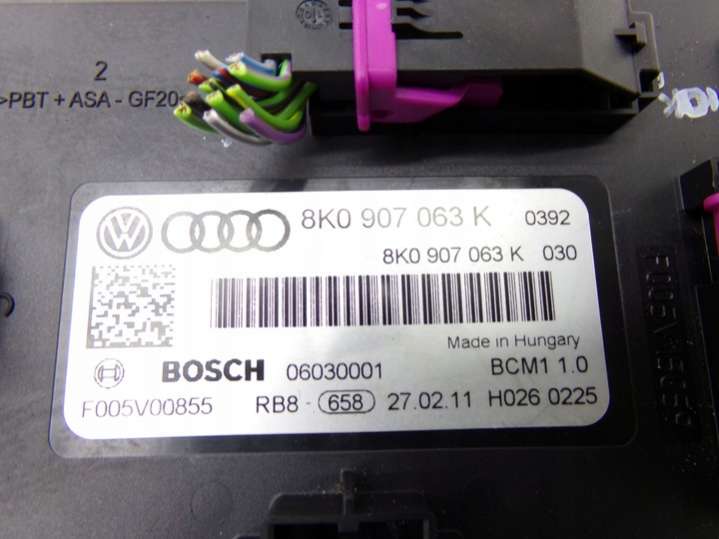 2
>PBT + ASA - GF20<
8K0 907 063 K 0392
8K0 907 063 K 030
Made in Hungary
BOSCH 06030001 BCM1 1.0
F005V00855 RB8 - 658 27.02.11 H026 0225